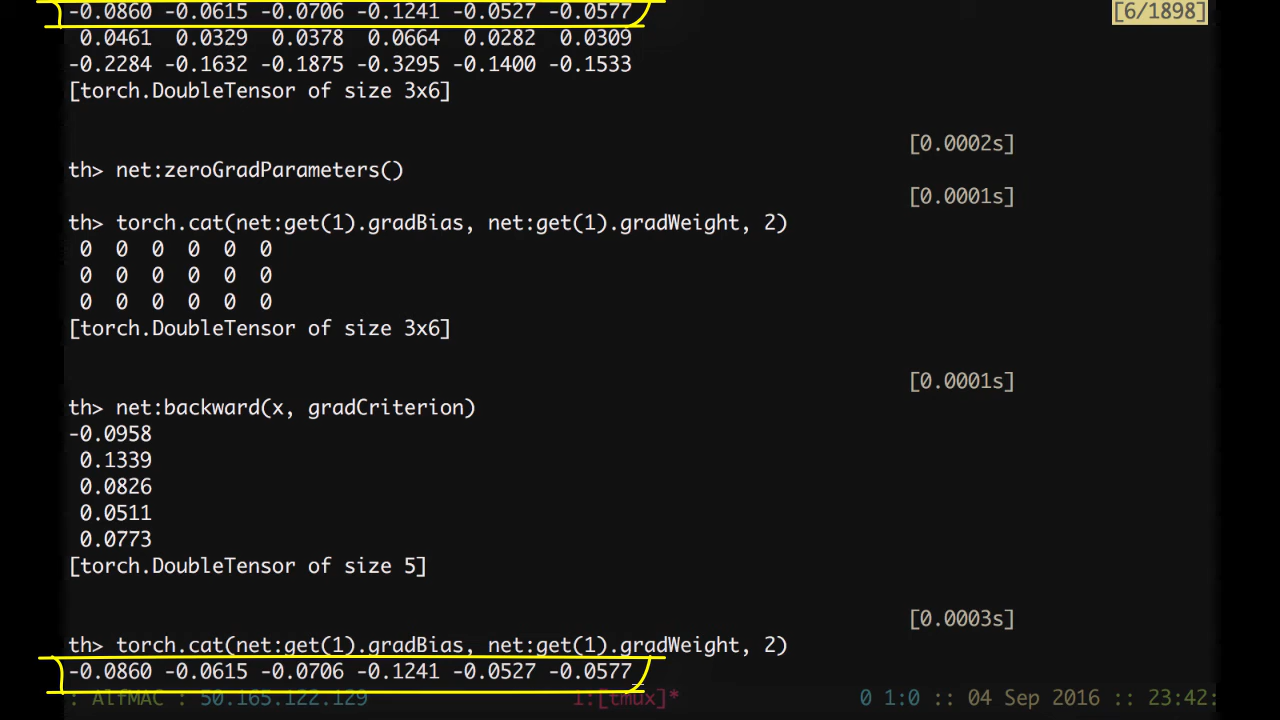 -0.0860 -0.0615 -0.0706 -0.1241 -0.0527 -0.0577 [6/1898]
0.0461 0.0329 0.0378 0.0664 0.0282 0.0309
-0.2284 -0.1632 -0.1875 -0.3295 -0.1400 -0.1533
[torch.DoubleTensor of size 3x6]
[0.0002s]
th> net:zeroGradParameters()
[0.0001s]
th> torch.cat(net:get(1).gradBias, net:get(1).gradWeight, 2)
0 0 0 0 0 0
0 0 0 0 0 0
0 0 0 0 0 0
[torch.DoubleTensor of size 3x6]
[0.0001s]
th> net:backward(x, gradCriterion)
-0.0958
0.1339
0.0826
0.0511
0.0773
[torch.DoubleTensor of size 5]
[0.0003s]
th> torch.cat(net:get(1).gradBias, net:get(1).gradWeight, 2)
-0.0860 -0.0615 -0.0706 -0.1241 -0.0527 -0.0577
: AlfMAC : 50.165.122.129 1:[tmux]* 0 1:0 :: 04 Sep 2016 :: 23:42: